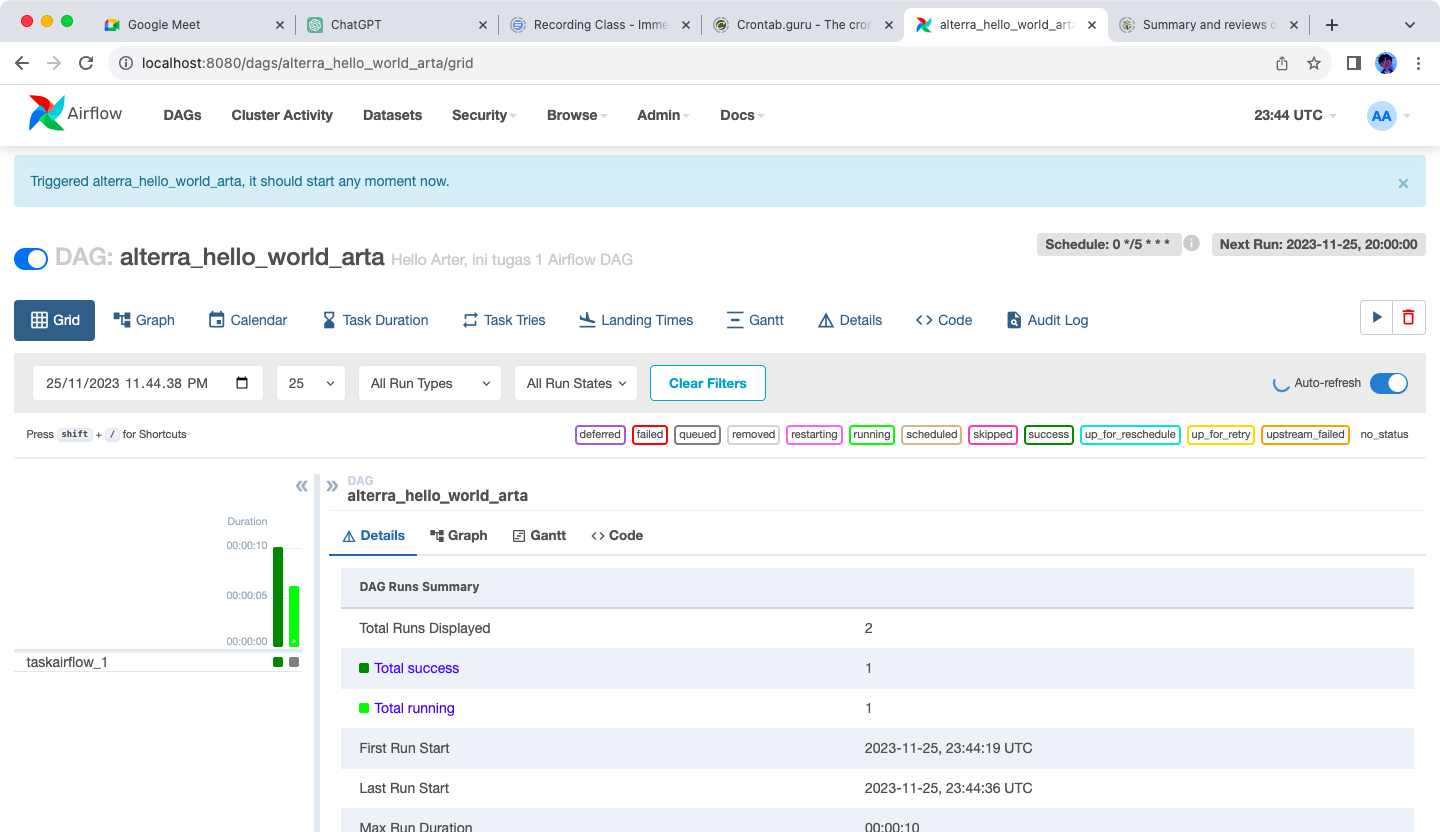 Google Meet
ChatGPT
Recording Class - Imme
Crontab.guru - The cron
alterra_hello_world_arta
Summary and reviews o
localhost:8080/dags/alterra_hello_world_arta/grid
Airflow
DAGs
Cluster Activity
Datasets
Security
Browse
Admin
Docs
23:44 UTC
AA
Triggered alterra_hello_world_arta, it should start any moment now.
×
DAG: alterra_hello_world_arta Hello Arter, ini tugas 1 Airflow DAG
Schedule: 0 */5 * * *
Next Run: 2023-11-25, 20:00:00
Grid
Graph
Calendar
Task Duration
Task Tries
Landing Times
Gantt
Details
Code
Audit Log
25/11/2023 11.44.38 PM
25
All Run Types
All Run States
Clear Filters
Auto-refresh
Press shift + / for Shortcuts
deferred
failed
queued
removed
restarting
running
scheduled
skipped
success
up_for_reschedule
up_for_retry
upstream_failed
no_status
Duration
00:00:10
00:00:05
00:00:00
taskairflow_1
DAG
alterra_hello_world_arta
Details
Graph
Gantt
Code
DAG Runs Summary
Total Runs Displayed 2
Total success 1
Total running 1
First Run Start 2023-11-25, 23:44:19 UTC
Last Run Start 2023-11-25, 23:44:36 UTC
Max Run Duration 00:00:10